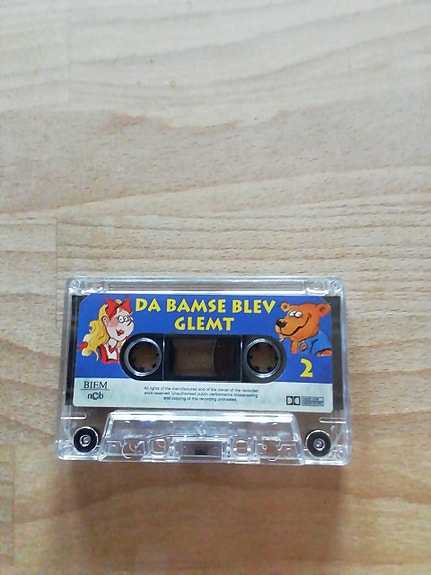 DA BAMSE BLEV
GLEMT
2
BIEM
n©b
All rights of the manufacturer and of the owner of the recorded
work reserved. Unauthorised public performance broadcasting
and copying of this recording prohibited.